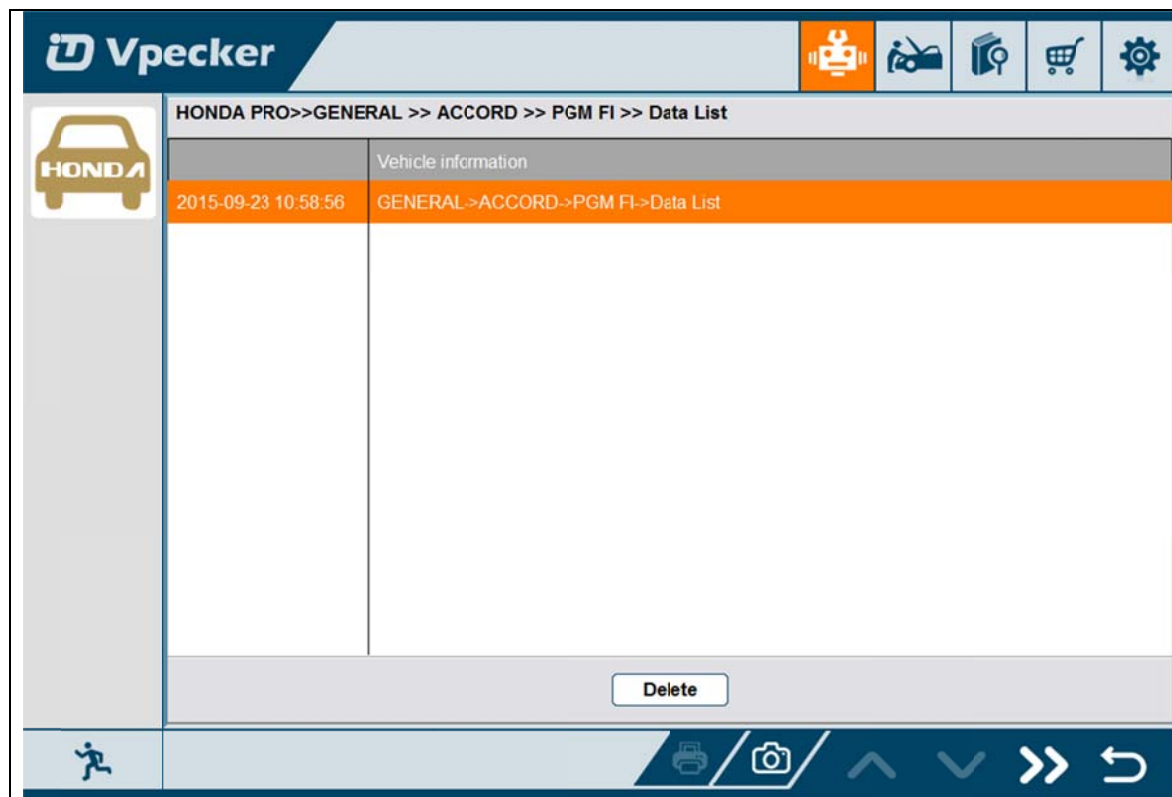 Vpecker
HONDA PRO>>GENERAL >> ACCORD >> PGM FI >> Data List
HONDA
Vehicle information
2015-09-23 10:58:56 GENERAL->ACCORD->PGM FI->Data List
Delete